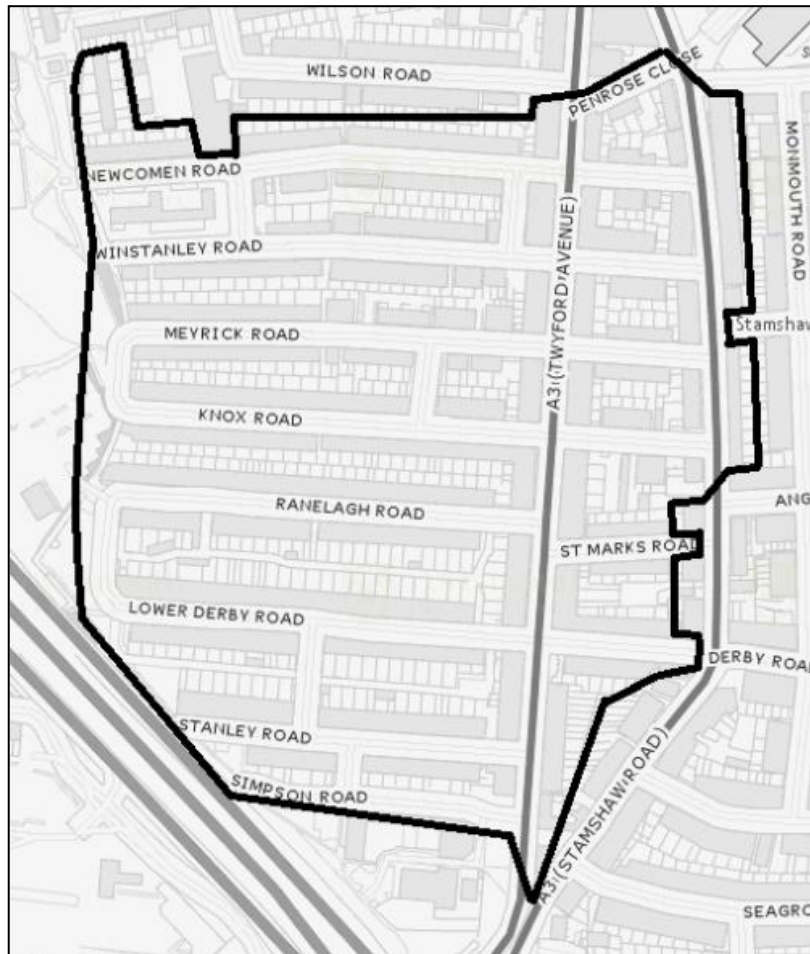 WILSON ROAD
PENROSE CLOSE
MONMOUTH ROAD
NEWCOMEN ROAD
A3 (TWYFORD AVENUE)
WINSTANLEY ROAD
Stamshaw
MEYRICK ROAD
KNOX ROAD
RANELAGH ROAD
ANG
ST MARKS ROAD
LOWER DERBY ROAD
DERBY ROAD
STANLEY ROAD
SIMPSON ROAD
A3 (STAMSHAW ROAD)
SEAGRO